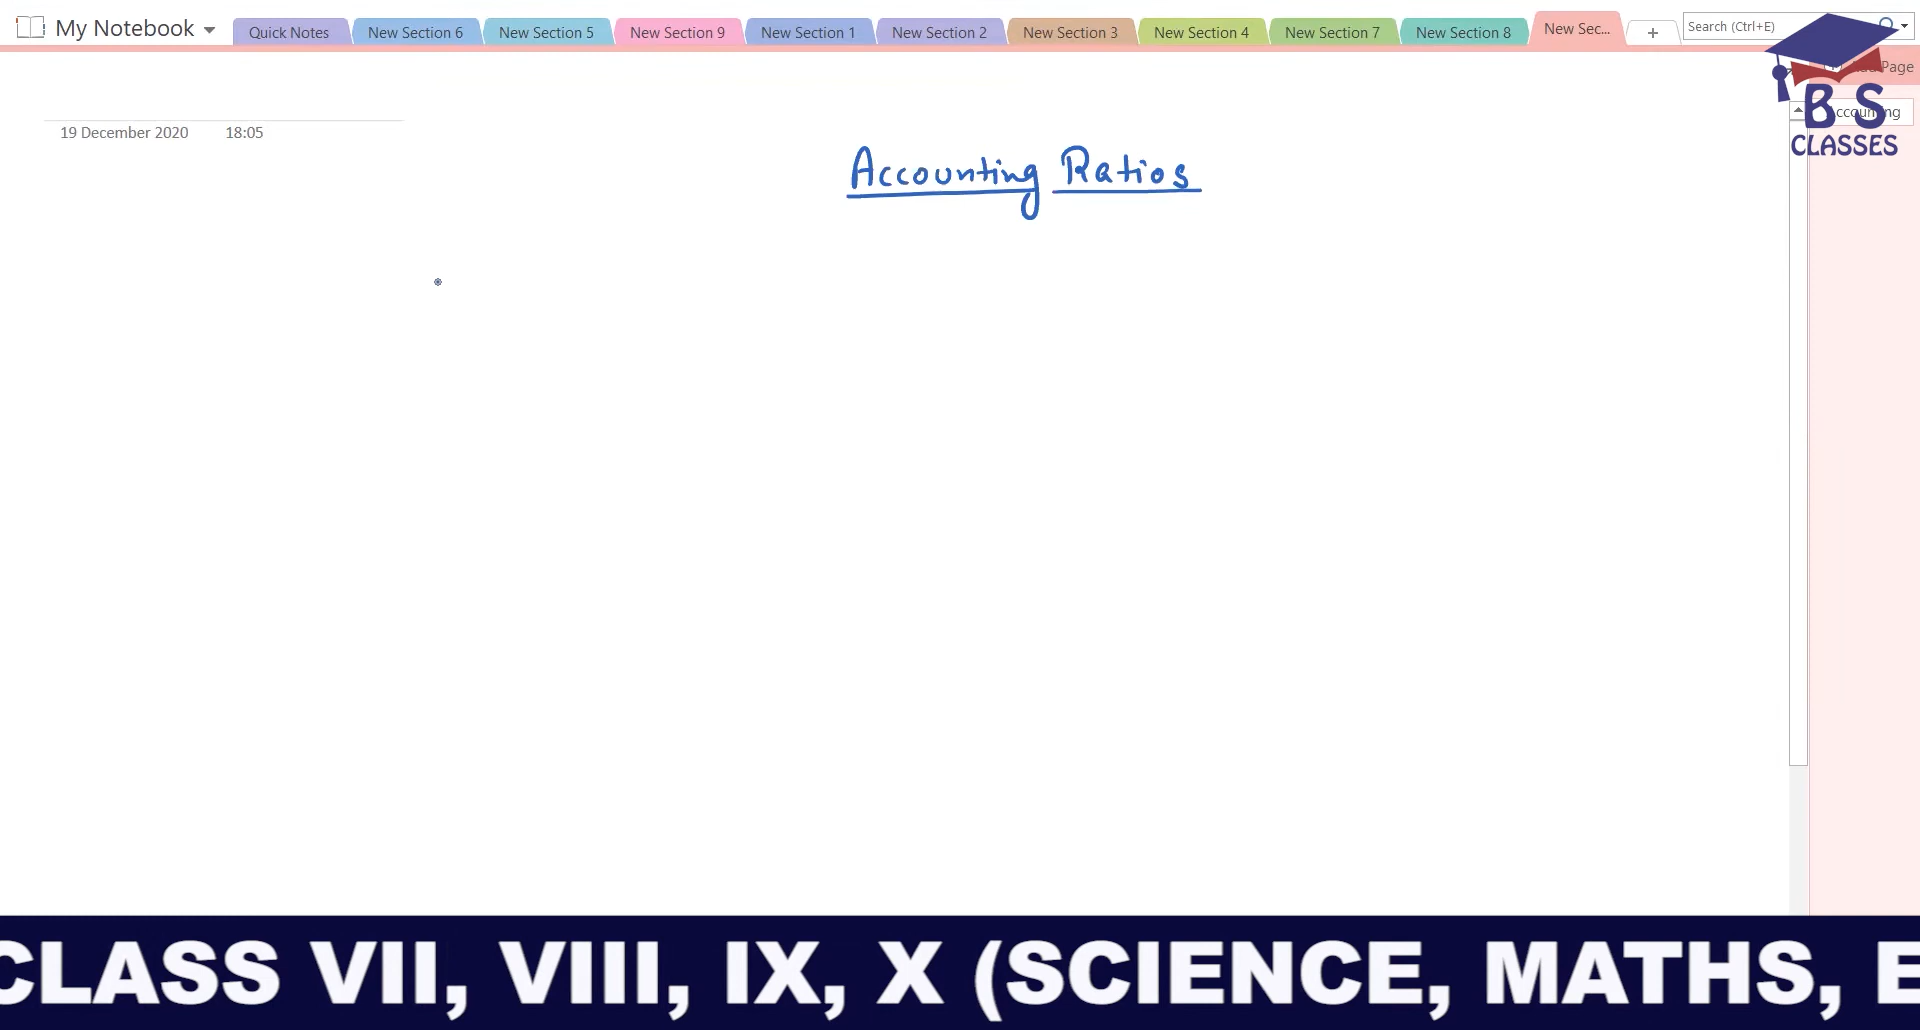 My Notebook
Quick Notes
New Section 6
New Section 5
New Section 9
New Section 1
New Section 2
New Section 3
New Section 4
New Section 7
New Section 8
New Sec...
+
Search (Ctrl+E)
Page
19 December 2020 18:05
Accounting Ratios
B S
CLASSES
CLASS VII, VIII, IX, X (SCIENCE, MATHS, E